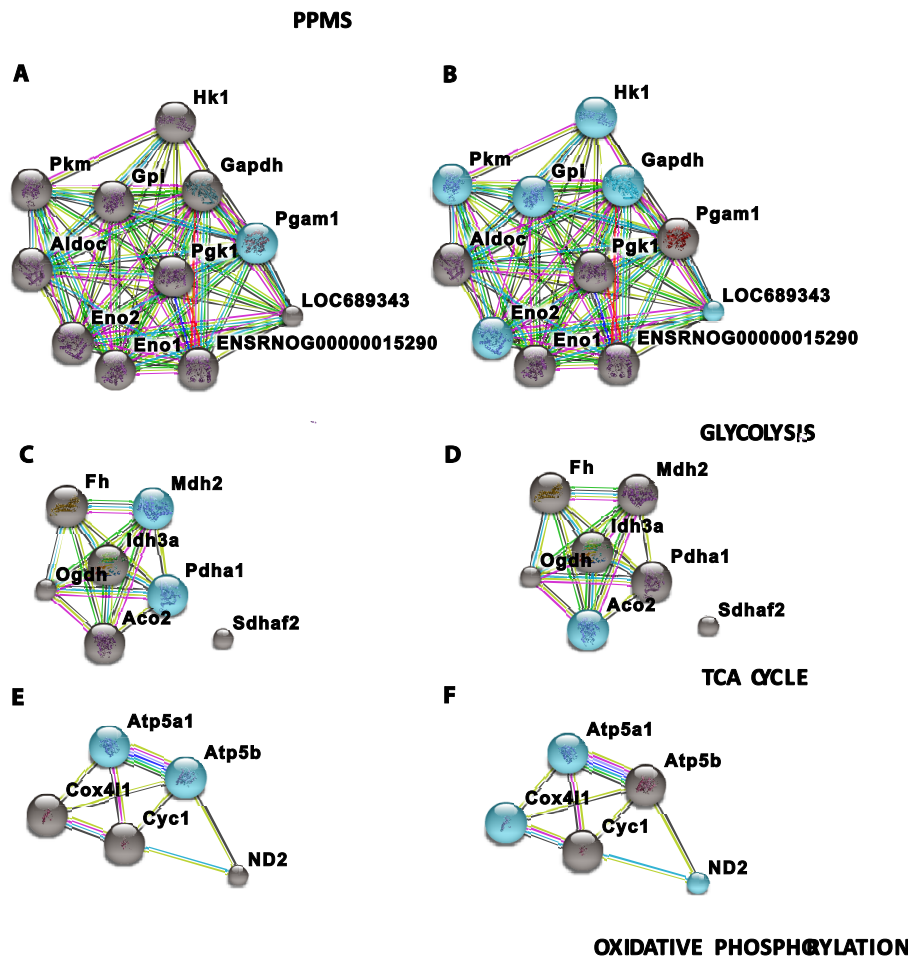 PPMS
A
Hk1
Pkm
Gpl
Gapdh
Pgam1
Aldoc
Pgk1
LOC689343
Eno2
Eno1
ENSRNOG00000015290
B
Hk1
Pkm
Gpl
Gapdh
Pgam1
Aldoc
Pgk1
LOC689343
Eno2
Eno1
ENSRNOG00000015290
GLYCOLYSIS
C
Fh
Mdh2
Idh3a
Ogdh
Pdha1
Aco2
Sdhaf2
D
Fh
Mdh2
Idh3a
Ogdh
Pdha1
Aco2
Sdhaf2
TCA CYCLE
E
Atp5a1
Atp5b
Cox4l1
Cyc1
ND2
F
Atp5a1
Atp5b
Cox4l1
Cyc1
ND2
OXIDATIVE PHOSPHORYLATION